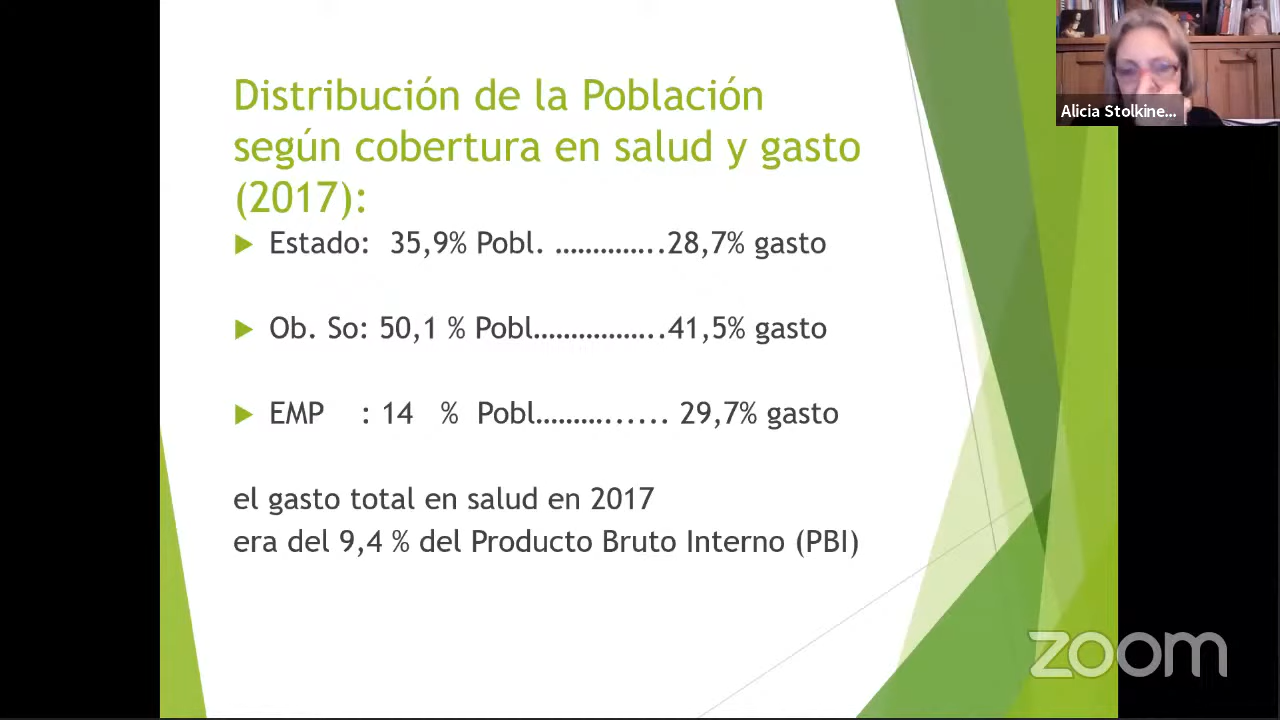 Alicia Stolkine...
Distribución de la Población
según cobertura en salud y gasto
(2017):
Estado: 35,9% Pobl. …………..28,7% gasto
Ob. So: 50,1 % Pobl……………..41,5% gasto
EMP : 14 % Pobl………...... 29,7% gasto
el gasto total en salud en 2017
era del 9,4 % del Producto Bruto Interno (PBI)
zoom